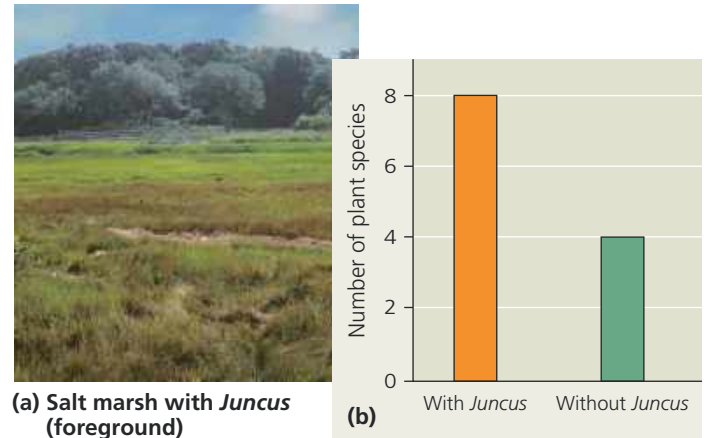 Number of plant species
8
6
4
2
0
With Juncus Without Juncus
(a) Salt marsh with Juncus
(foreground)
(b)